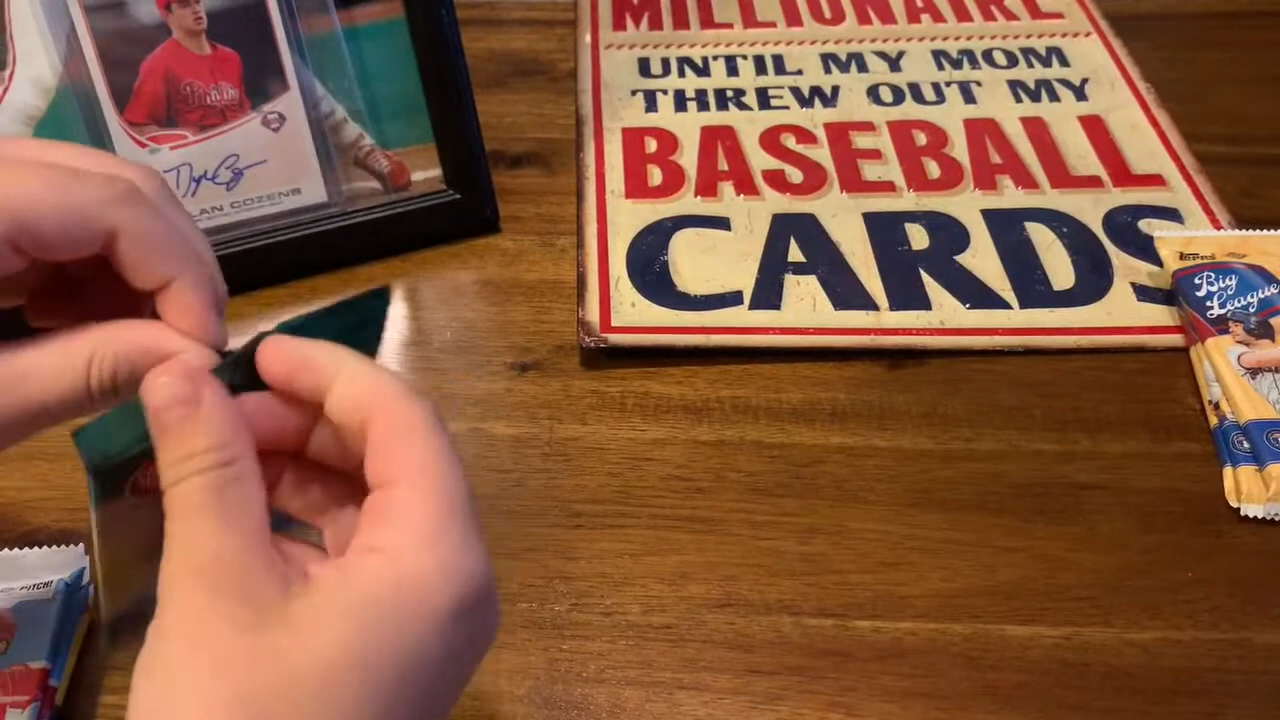 Phillies
LAN COZENS
MILLIONAIRE
UNTIL MY MOM
THREW OUT MY
BASEBALL
CARDS
Topps
Big
League
PITCH!